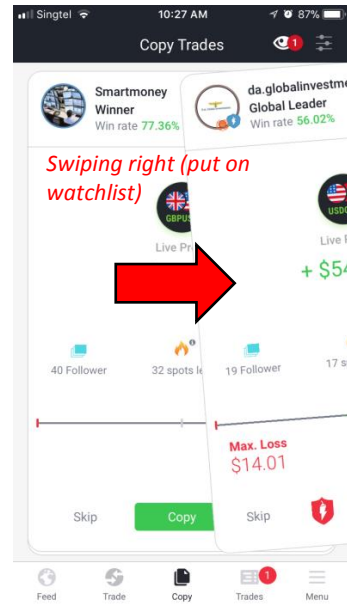 Singtel 10:27 AM 87%
Copy Trades 1
Smartmoney
Winner
Win rate 77.36%
da.globalinvestme
Global Leader
Win rate 56.02%
Swiping right (put on
watchlist)
GBPU
USD
Live Pr
Live
+ $54
40 Follower
32 spots le
19 Follower
17 s
Max. Loss
$14.01
Skip
Copy
Skip
1
Feed
Trade
Copy
Trades
Menu